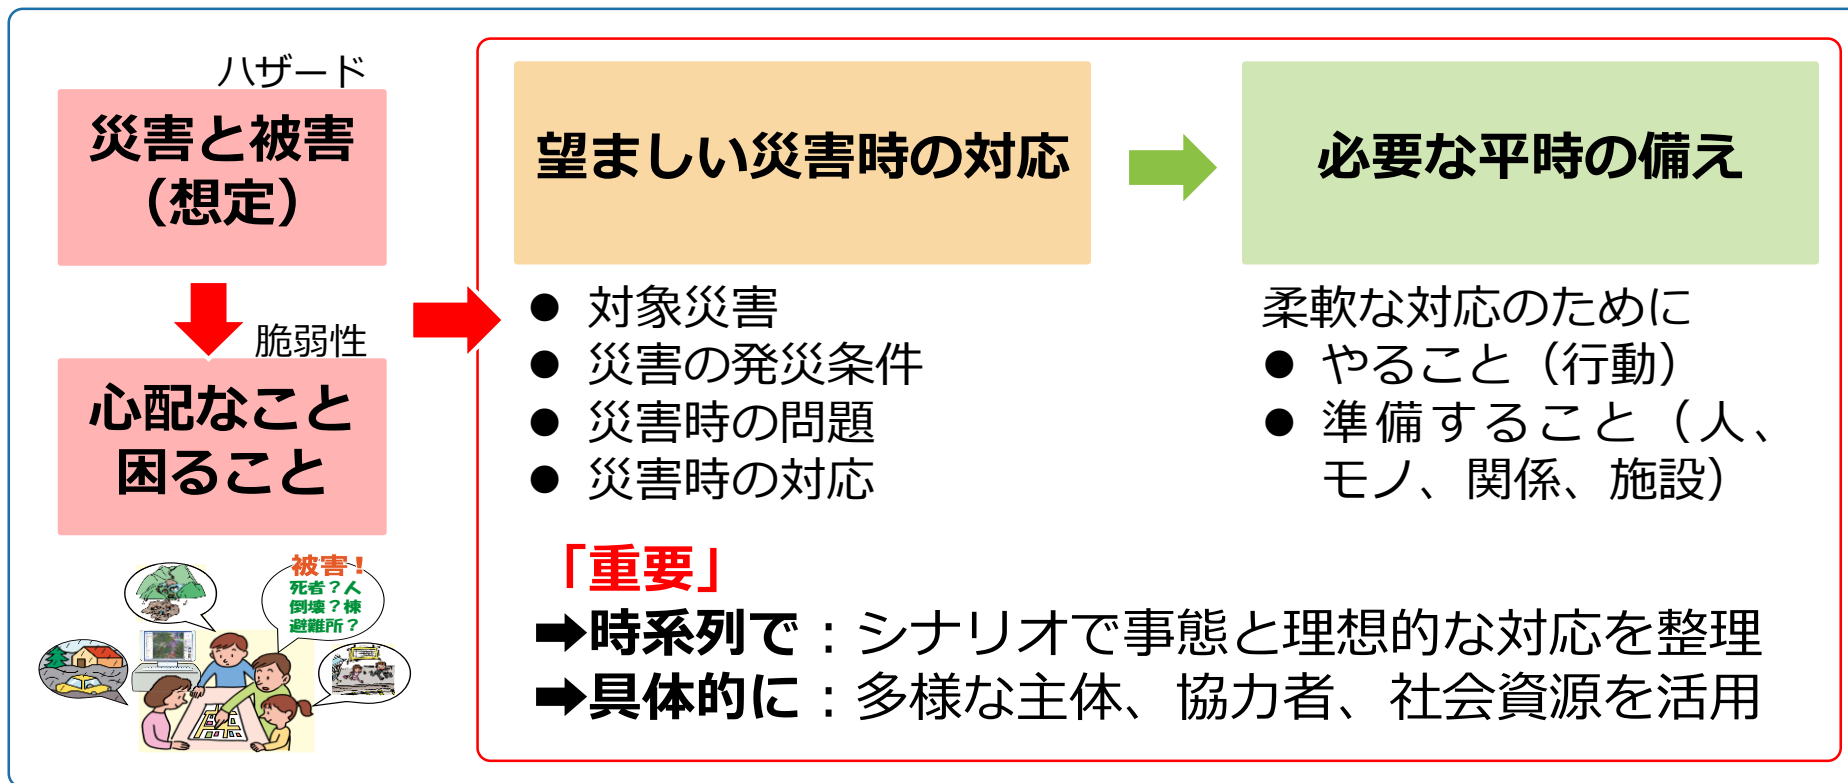 ハザード
災害と被害
（想定）
脆弱性
心配なこと
困ること
被害！
死者？人
倒壊？棟
避難所？
望ましい災害時の対応
● 対象災害
● 災害の発災条件
● 災害時の問題
● 災害時の対応
必要な平時の備え
柔軟な対応のために
● やること（行動）
● 準備すること（人、
モノ、関係、施設）
「重要」
➡時系列で：シナリオで事態と理想的な対応を整理
➡具体的に：多様な主体、協力者、社会資源を活用